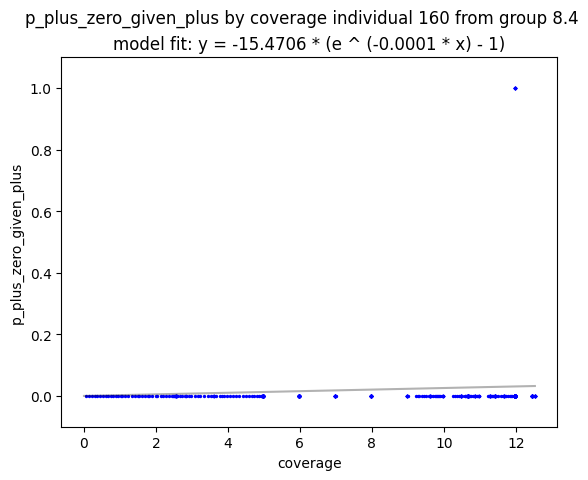 p_plus_zero_given_plus by coverage individual 160 from group 8.4
model fit: y = -15.4706 * (e ^ (-0.0001 * x) - 1)
1.0
0.8
0.6
0.4
0.2
0.0
p_plus_zero_given_plus
0 2 4 6 8 10 12
coverage